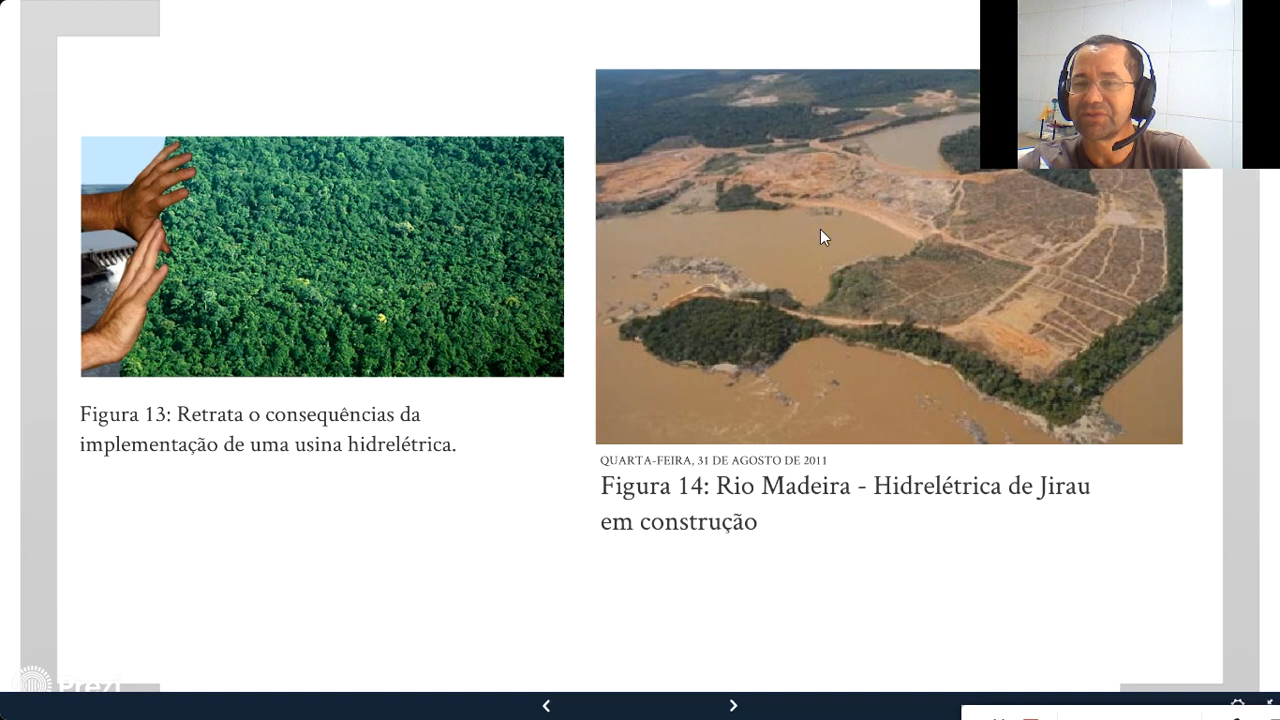 Figura 13: Retrata o consequências da
implementação de uma usina hidrelétrica.
QUARTA-FEIRA, 31 DE AGOSTO DE 2011
Figura 14: Rio Madeira - Hidrelétrica de Jirau
em construção
Prezi